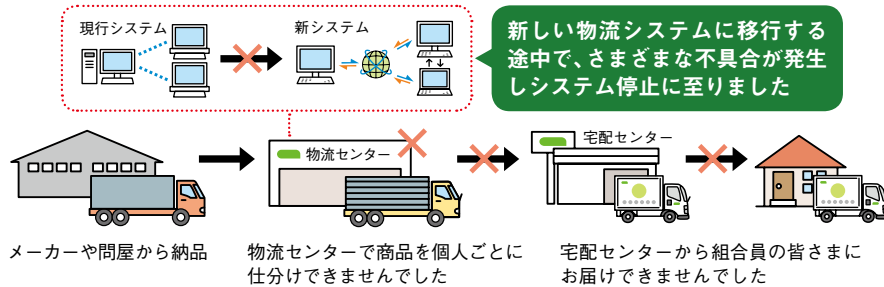 現行システム
新システム
新しい物流システムに移行する
途中で、さまざまな不具合が発生
しシステム停止に至りました
物流センター
宅配センター
メーカーや問屋から納品
物流センターで商品を個人ごとに
仕分けできませんでした
宅配センターから組合員の皆さまに
お届けできませんでした